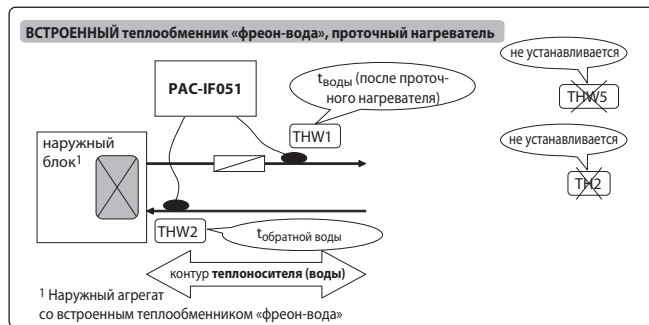 ВСТРОЕННЫЙ теплообменник «фреон-вода», проточный нагреватель
не устанавливается
THW5
не устанавливается
TH2
PAC-IF051
tводы (после проточ-
ного нагревателя)
THW1
наружный
блок1
THW2
tобратной воды
контур теплоносителя (воды)
1 Наружный агрегат
со встроенным теплообменником «фреон-вода»